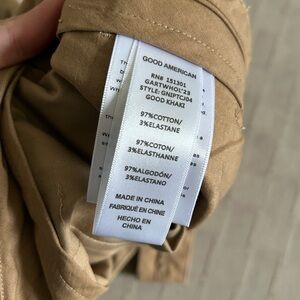 GOOD AMERICAN
RN# 151301
GARTWHOL'23
STYLE: GNIPTCJ04
GOOD KHAKI
97%COTTON/
3%ELASTANE
97%COTON/
3%ELASTHANNE
97%ALGODÓN/
3%ELASTANO
MADE IN CHINA
FABRIQUÉ EN CHINE
HECHO EN
CHINA